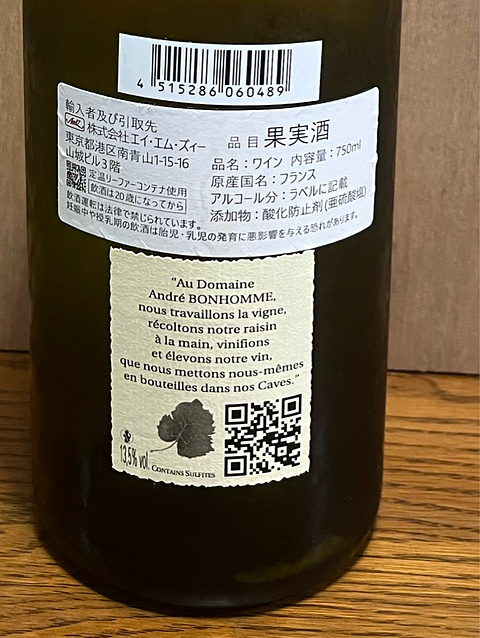 4 515286 060489
輸入者及び引取先
AMZ 株式会社エイ・エム・ズィー
東京都港区南青山1-15-16
山城ビル3階
定温リーファーコンテナ使用
飲酒は20歳になってから
品目 果実酒
品名：ワイン 内容量：750ml
原産国名：フランス
アルコール分：ラベルに記載
添加物：酸化防止剤(亜硫酸塩)
飲酒運転は法律で禁じられています。
妊娠中や授乳期の飲酒は胎児・乳児の発育に悪影響を与える恐れがあります。
“Au Domaine
André BONHOMME,
nous travaillons la vigne,
récoltons notre raisin
à la main, vinifions
et élevons notre vin,
que nous mettons nous-mêmes
en bouteilles dans nos Caves.”
13,5% vol. CONTAINS SULFITES